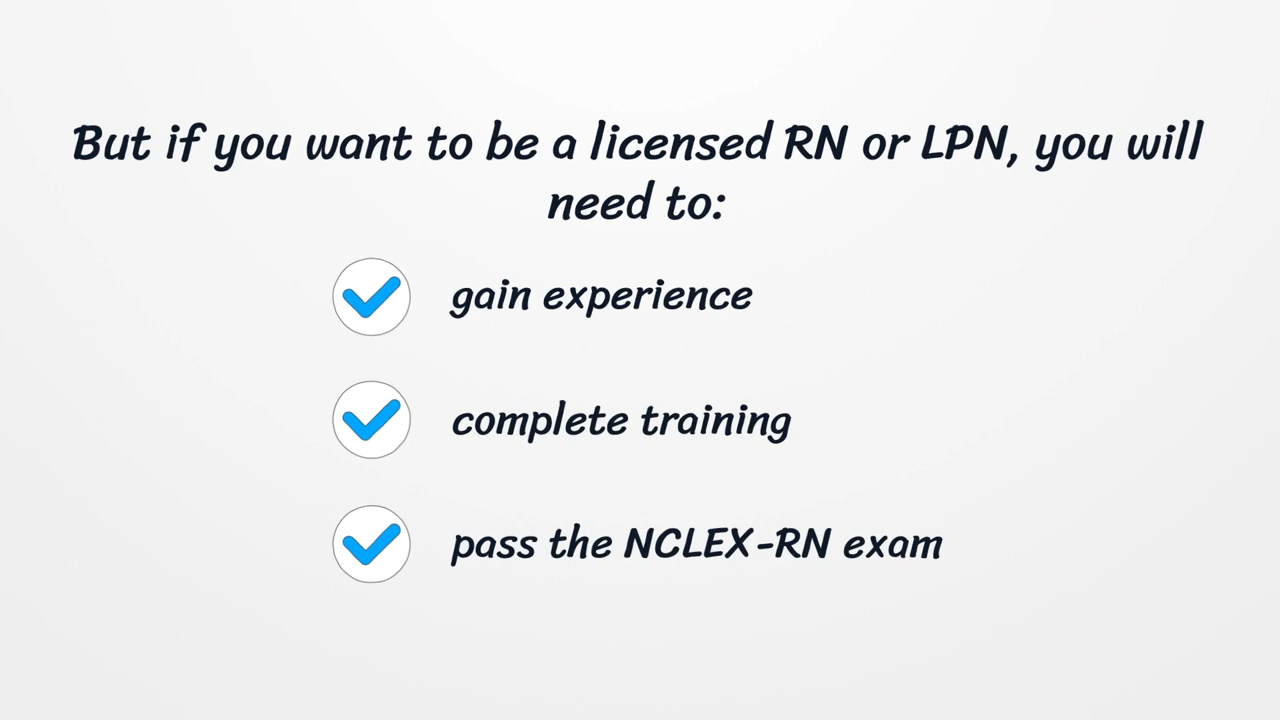 But if you want to be a licensed RN or LPN, you will
need to:
gain experience
complete training
pass the NCLEX-RN exam